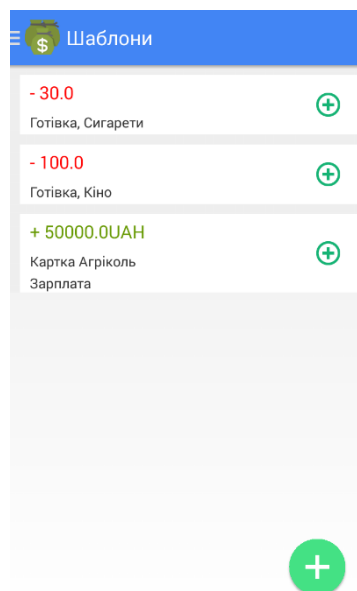 Шаблони
- 30.0
Готівка, Сигарети
- 100.0
Готівка, Кіно
+ 50000.0UAH
Картка Агріколь
Зарплата